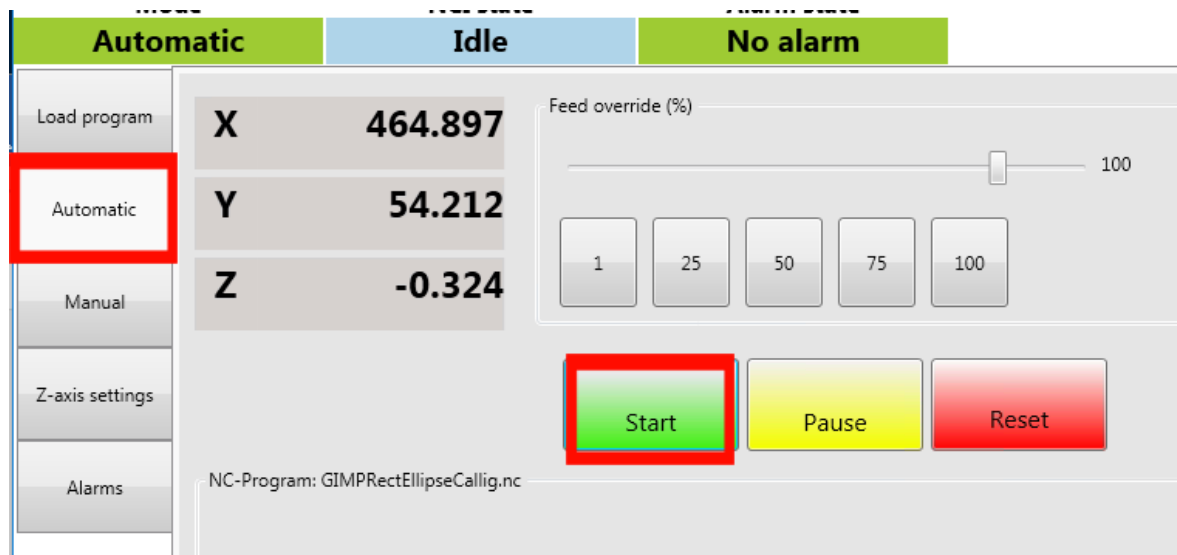 Automatic Idle No alarm
Load program
Automatic
Manual
Z-axis settings
Alarms
X 464.897
Y 54.212
Z -0.324
Feed override (%)
100
1 25 50 75 100
Start Pause Reset
NC-Program: GIMPRectEllipseCallig.nc